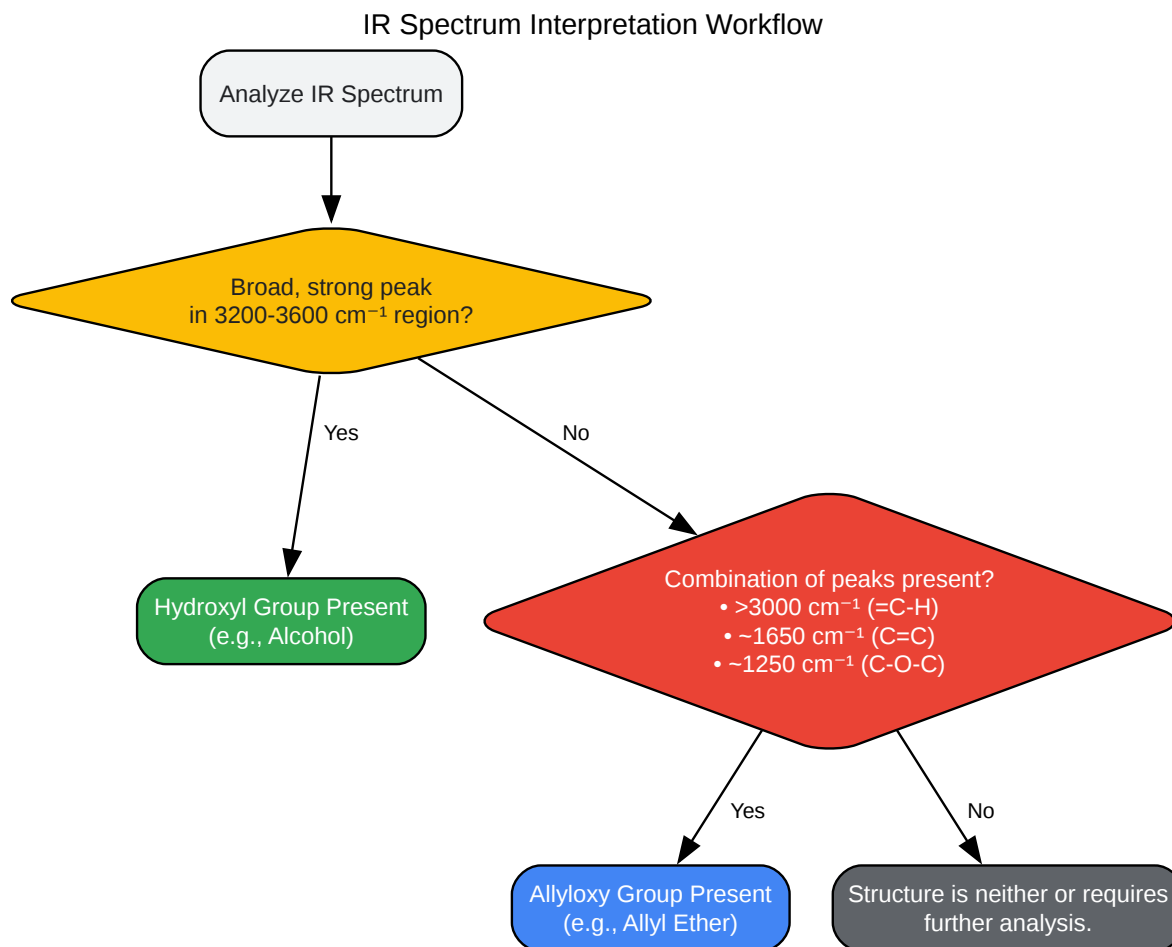 IR Spectrum Interpretation Workflow
Analyze IR Spectrum
Broad, strong peak
in 3200-3600 cm⁻¹ region?
Yes
No
Hydroxyl Group Present
(e.g., Alcohol)
Combination of peaks present?
• >3000 cm⁻¹ (=C-H)
• ~1650 cm⁻¹ (C=C)
• ~1250 cm⁻¹ (C-O-C)
Yes
No
Allyloxy Group Present
(e.g., Allyl Ether)
Structure is neither or requires
further analysis.